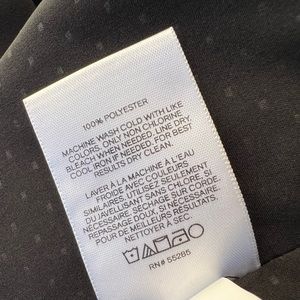 100% POLYESTER
MACHINE WASH COLD WITH LIKE
COLORS, ONLY NON CHLORINE
BLEACH WHEN NEEDED, LINE DRY,
COOL IRON IF NEEDED. FOR BEST
RESULTS DRY CLEAN.
LAVER À LA MACHINE À L'EAU
FROIDE AVEC COULEURS
SIMILAIRES, UTILISEZ SEULEMENT
DU JAVELLISANT SANS CHLORE, SI
NÉCESSAIRE, SÉCHAGE SUR CORDE,
REPASSAGE DOUX SI NÉCESSAIRE.
POUR DE MEILLEURS RÉSULTATS,
NETTOYER À SEC.
RN# 55285